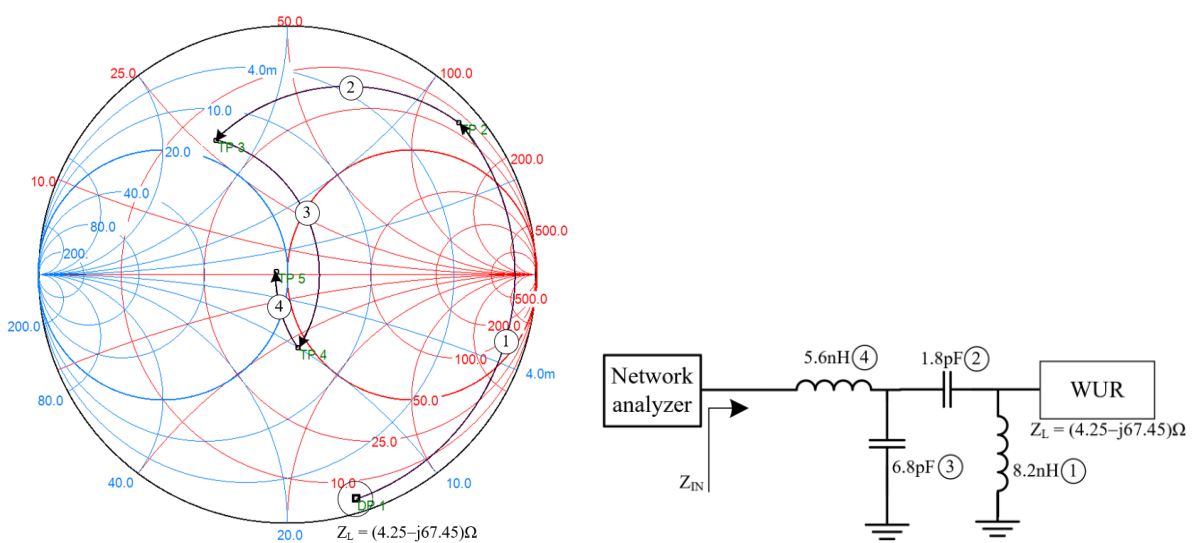 50.0
25.0
4.0m
2
100.0
10.0
TP 2
TP 3
20.0
200.0
10.0
40.0
3
80.0
500.0
200.
TP 5
500.0
4
200.0
200.0
1
TP 4
100.0
4.0m
80.0
50.0
25.0
40.0
10.0
10.0
DP 1
20.0
ZL = (4.25−j67.45)Ω
5.6nH 4
1.8pF 2
Network
analyzer
WUR
ZL = (4.25−j67.45)Ω
6.8pF 3
8.2nH 1
ZIN